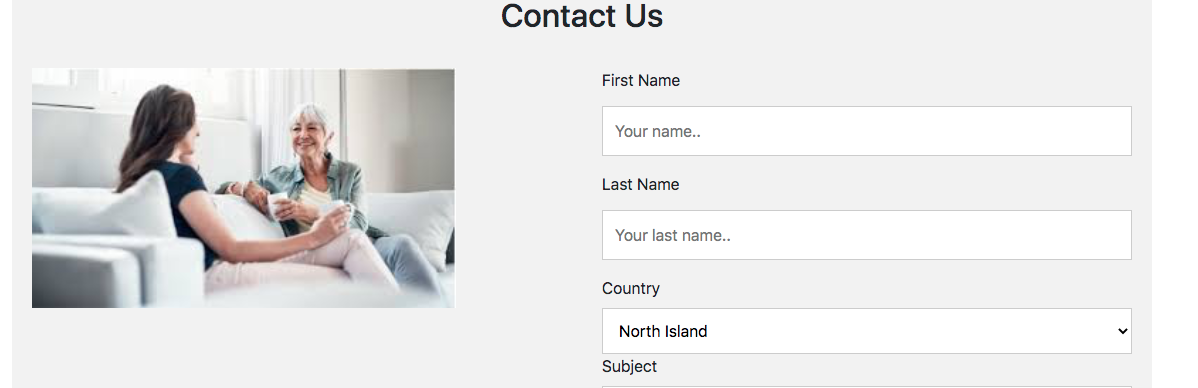 Contact Us
First Name
Your name..
Last Name
Your last name..
Country
North Island
Subject